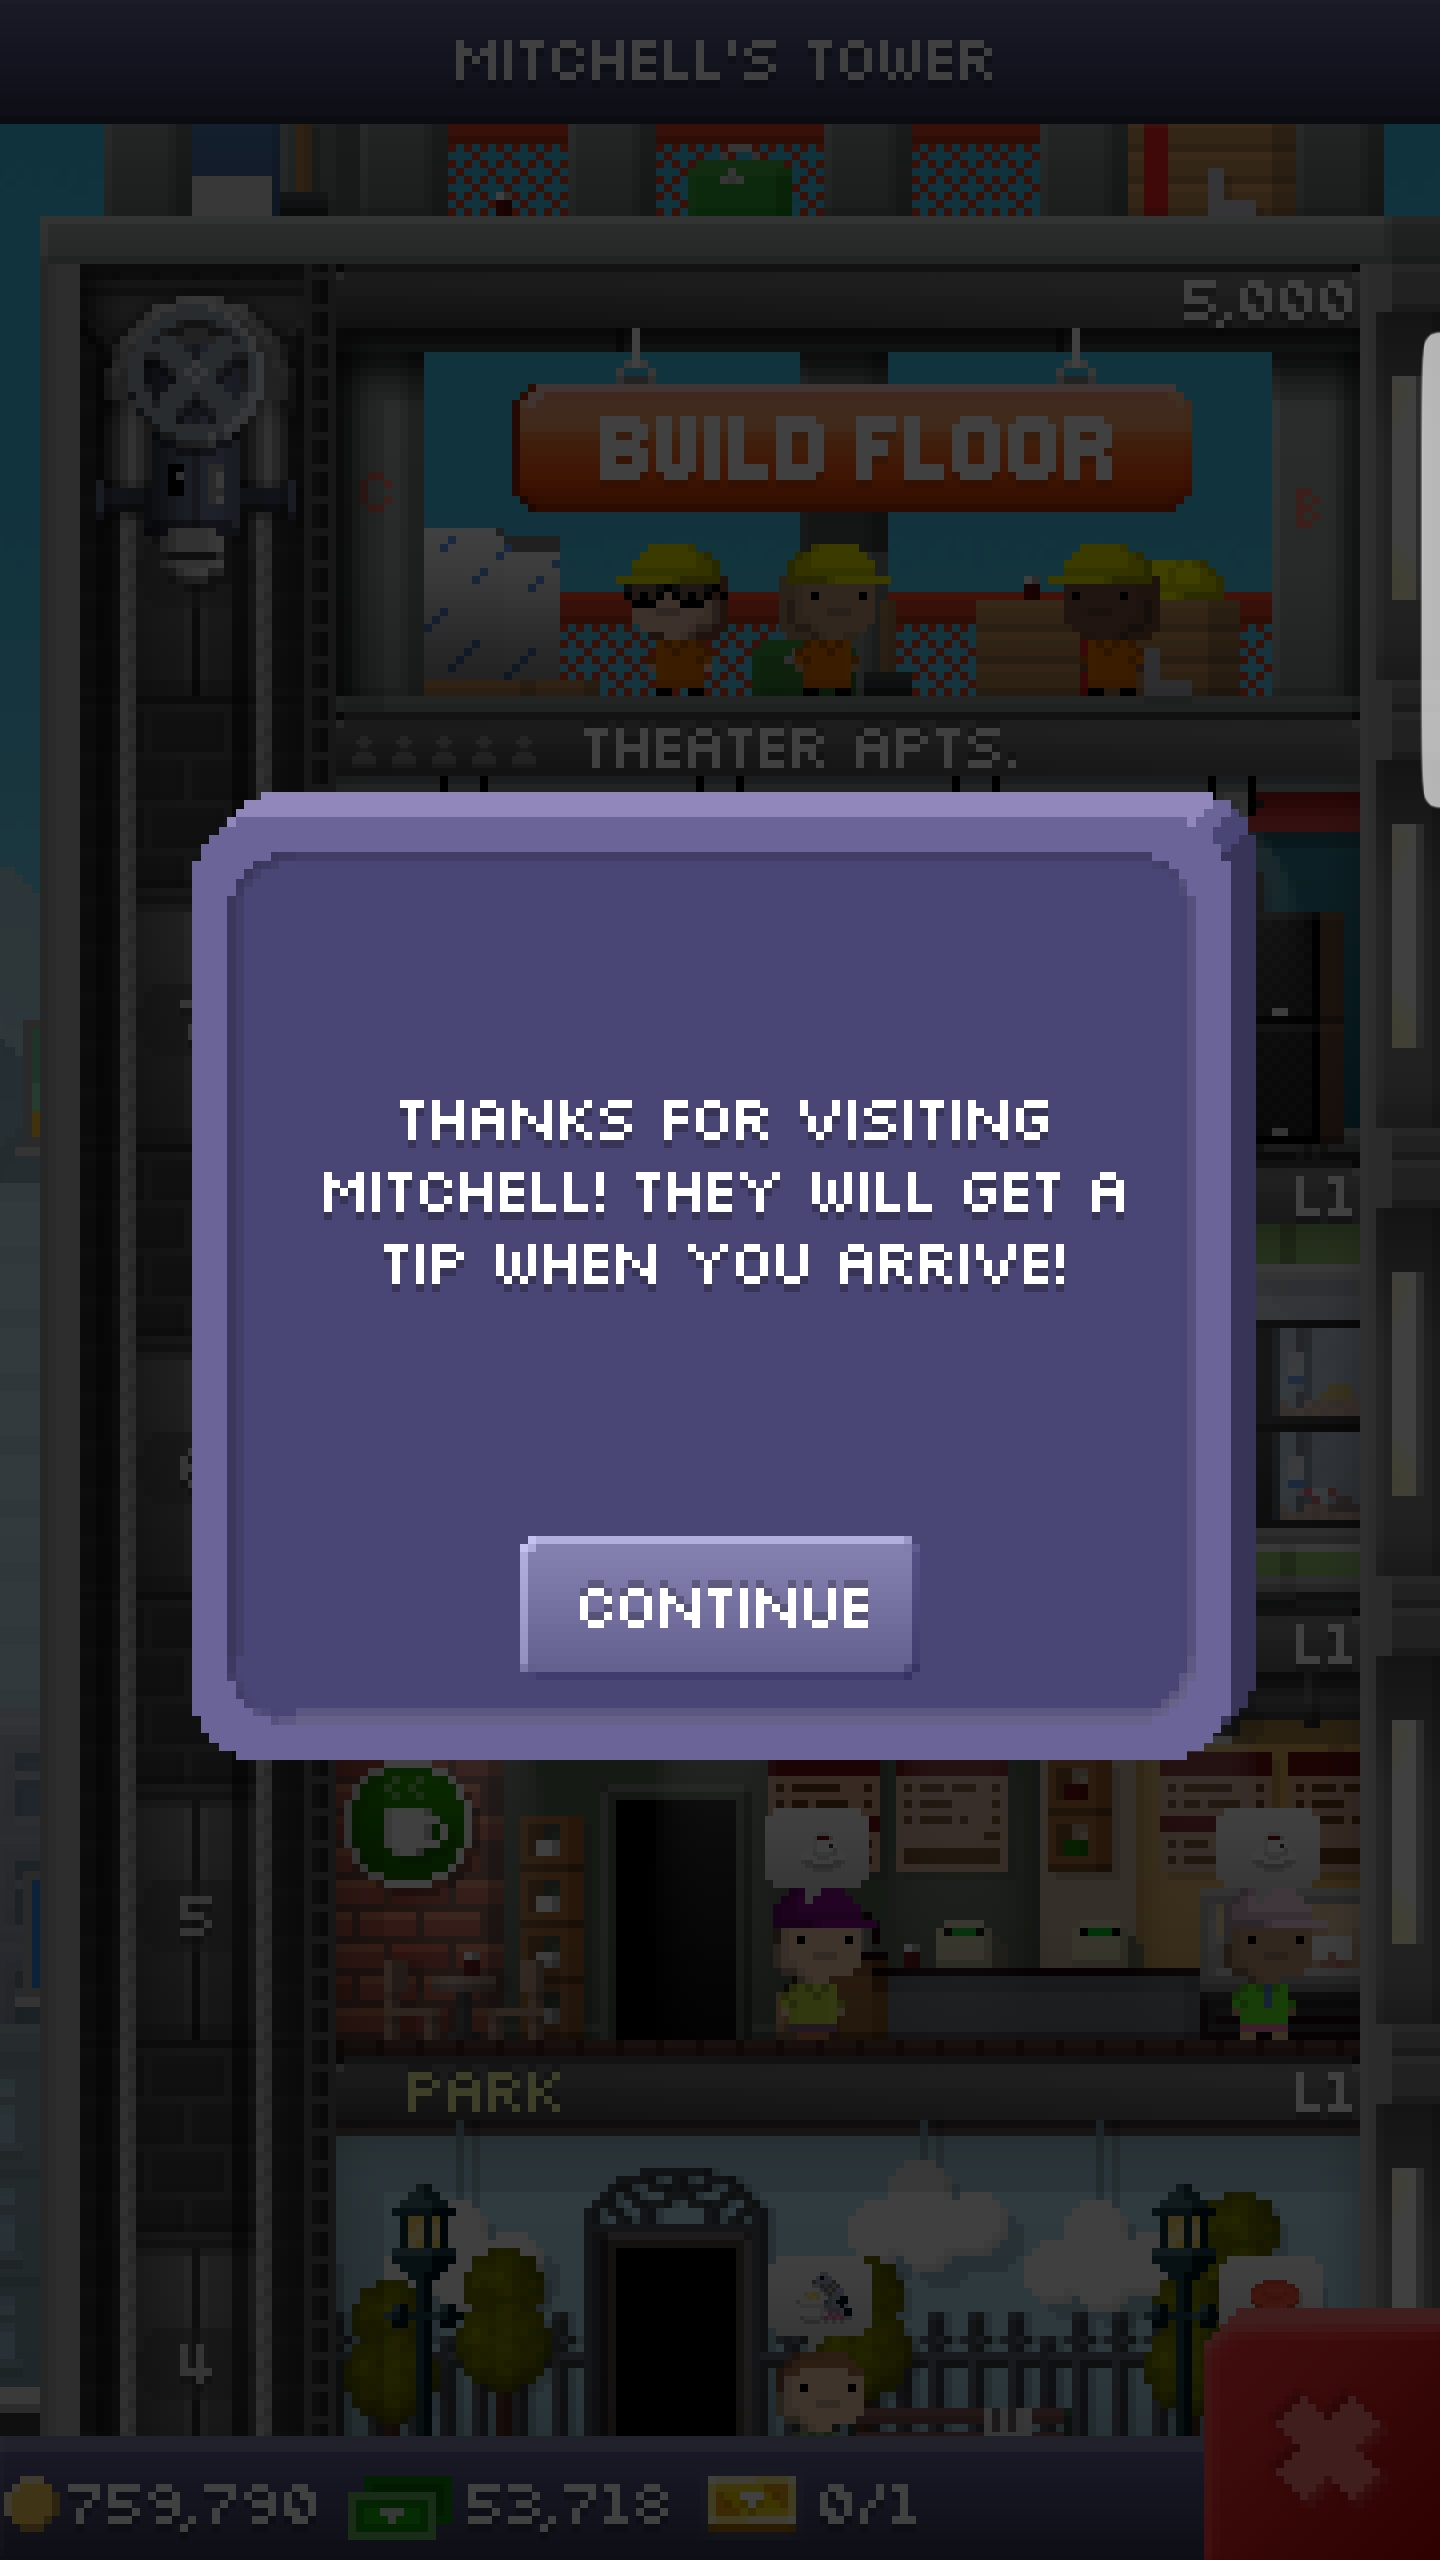 MITCHELL'S TOWER
5,000
BUILD FLOOR
C
B
THEATER APTS.
THANKS FOR VISITING
MITCHELL! THEY WILL GET A
TIP WHEN YOU ARRIVE!
L1
CONTINUE
L1
5
PARK
L1
4
759,790
53,718
0/1